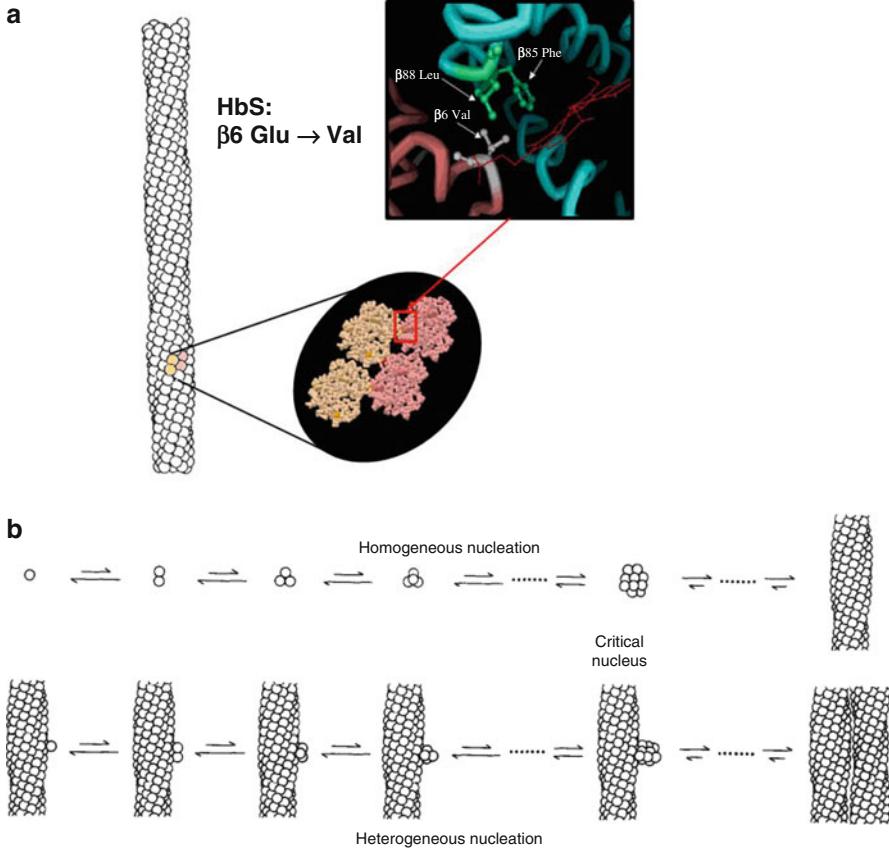 a
HbS:
β6 Glu → Val
β88 Leu
β85 Phe
β6 Val
b
Homogeneous nucleation
Critical
nucleus
Heterogeneous nucleation